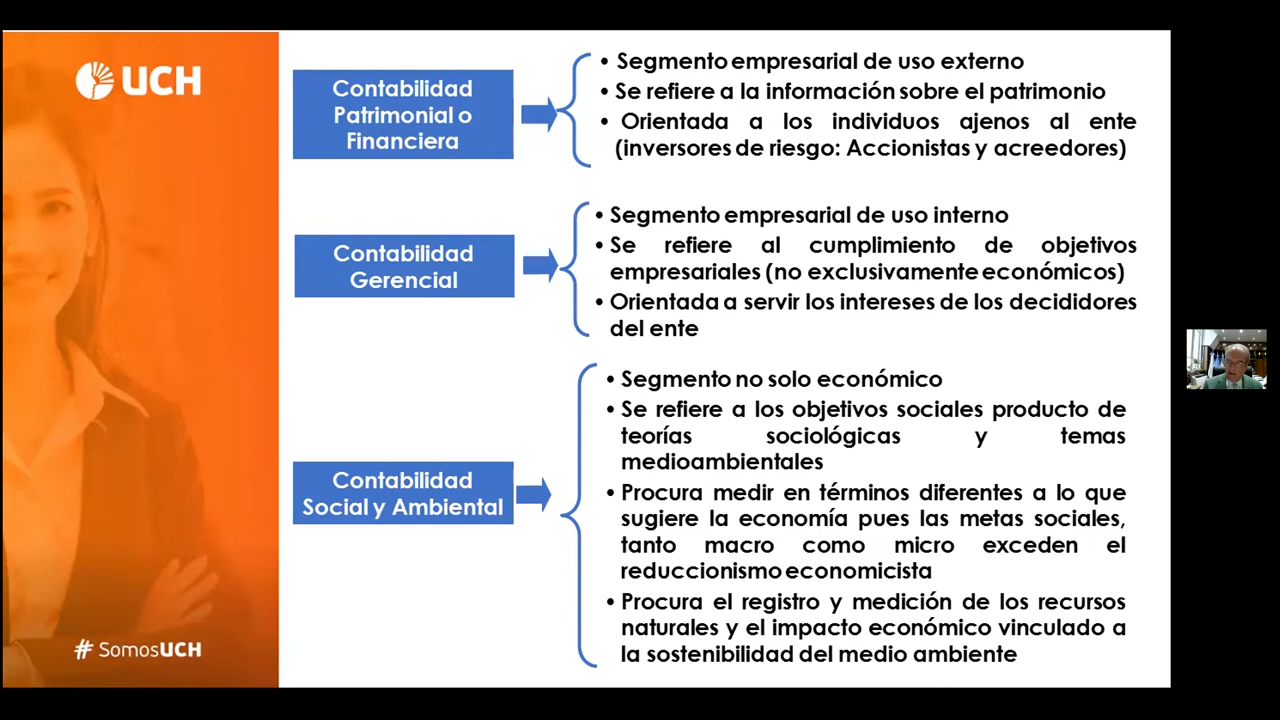 UCH
Contabilidad
Patrimonial o
Financiera
• Segmento empresarial de uso externo
• Se refiere a la información sobre el patrimonio
• Orientada a los individuos ajenos al ente
(inversores de riesgo: Accionistas y acreedores)
Contabilidad
Gerencial
• Segmento empresarial de uso interno
• Se refiere al cumplimiento de objetivos
empresariales (no exclusivamente económicos)
• Orientada a servir los intereses de los decididores
del ente
Contabilidad
Social y Ambiental
• Segmento no solo económico
• Se refiere a los objetivos sociales producto de
teorías sociológicas y temas
medioambientales
• Procura medir en términos diferentes a lo que
sugiere la economía pues las metas sociales,
tanto macro como micro exceden el
reduccionismo economicista
• Procura el registro y medición de los recursos
naturales y el impacto económico vinculado a
la sostenibilidad del medio ambiente
# SomosUCH